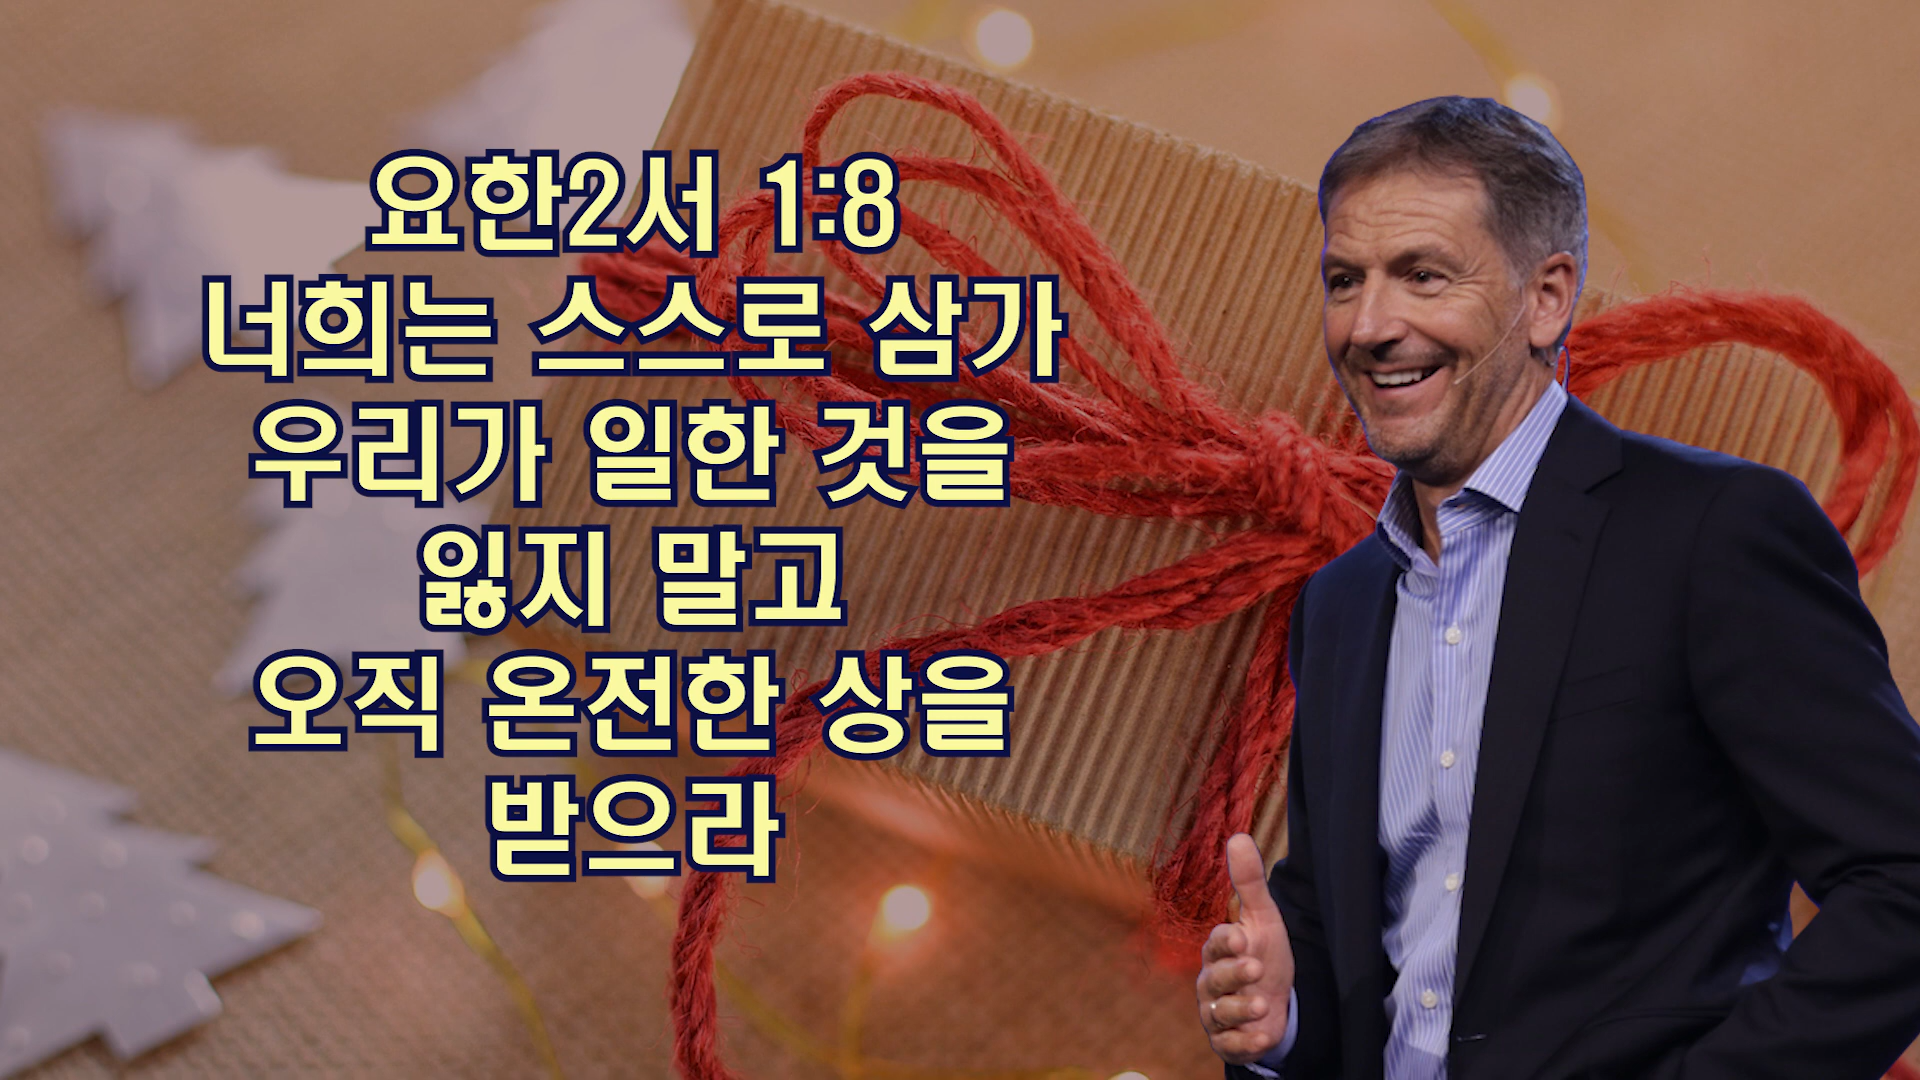 요한2서 1:8
너희는 스스로 삼가
우리가 일한 것을
잃지 말고
오직 온전한 상을
받으라